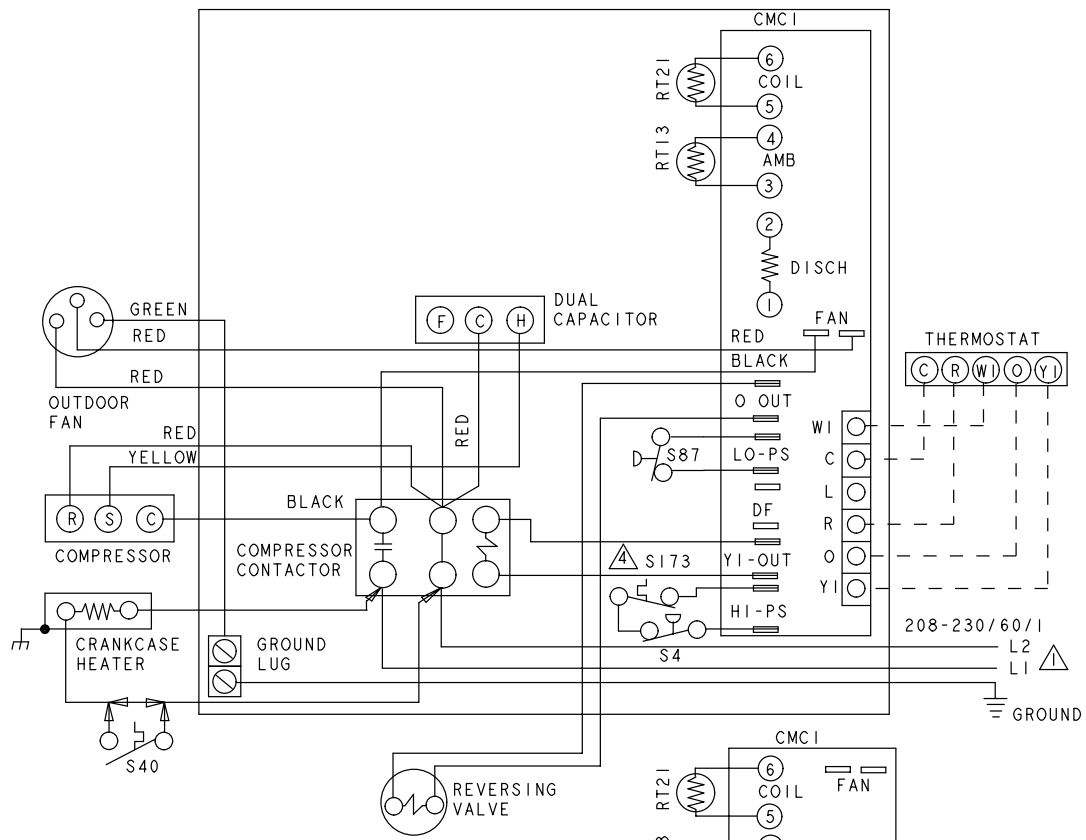 CMC1
6
RT21
COIL
5
4
RT13
AMB
3
2
DISCH
1
FAN
GREEN
RED
F C H
DUAL
CAPACITOR
RED
BLACK
THERMOSTAT
C R W1 O Y1
RED
OUTDOOR
FAN
O OUT
RED
YELLOW
RED
S87
LO-PS
W1
C
L
R
O
Y1
DF
R S C
COMPRESSOR
BLACK
COMPRESSOR
CONTACTOR
4
S173
Y1-OUT
HI-PS
S4
208-230/60/1
L2
L1
1
CRANKCASE
HEATER
GROUND
LUG
GROUND
S40
REVERSING
VALVE
CMC1
6
RT21
COIL
FAN
5